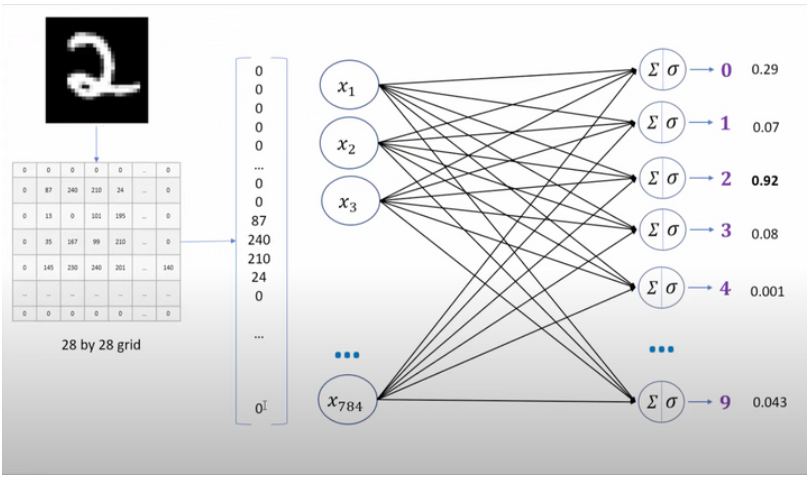 0 0 0 0 0 .. 0
0 87 240 210 24 .. 0
0 13 0 101 195 .. 0
0 35 167 99 210 .. 0
0 145 230 240 201 .. 140
.. .. .. .. .. .. ..
0 0 0 0 0 .. 0
28 by 28 grid
0
0
0
0
0
...
0
0
87
240
210
24
0
...
0
x₁
x₂
x₃
...
x₇₈₄
Σ σ 0 0.29
Σ σ 1 0.07
Σ σ 2 0.92
Σ σ 3 0.08
Σ σ 4 0.001
...
Σ σ 9 0.043